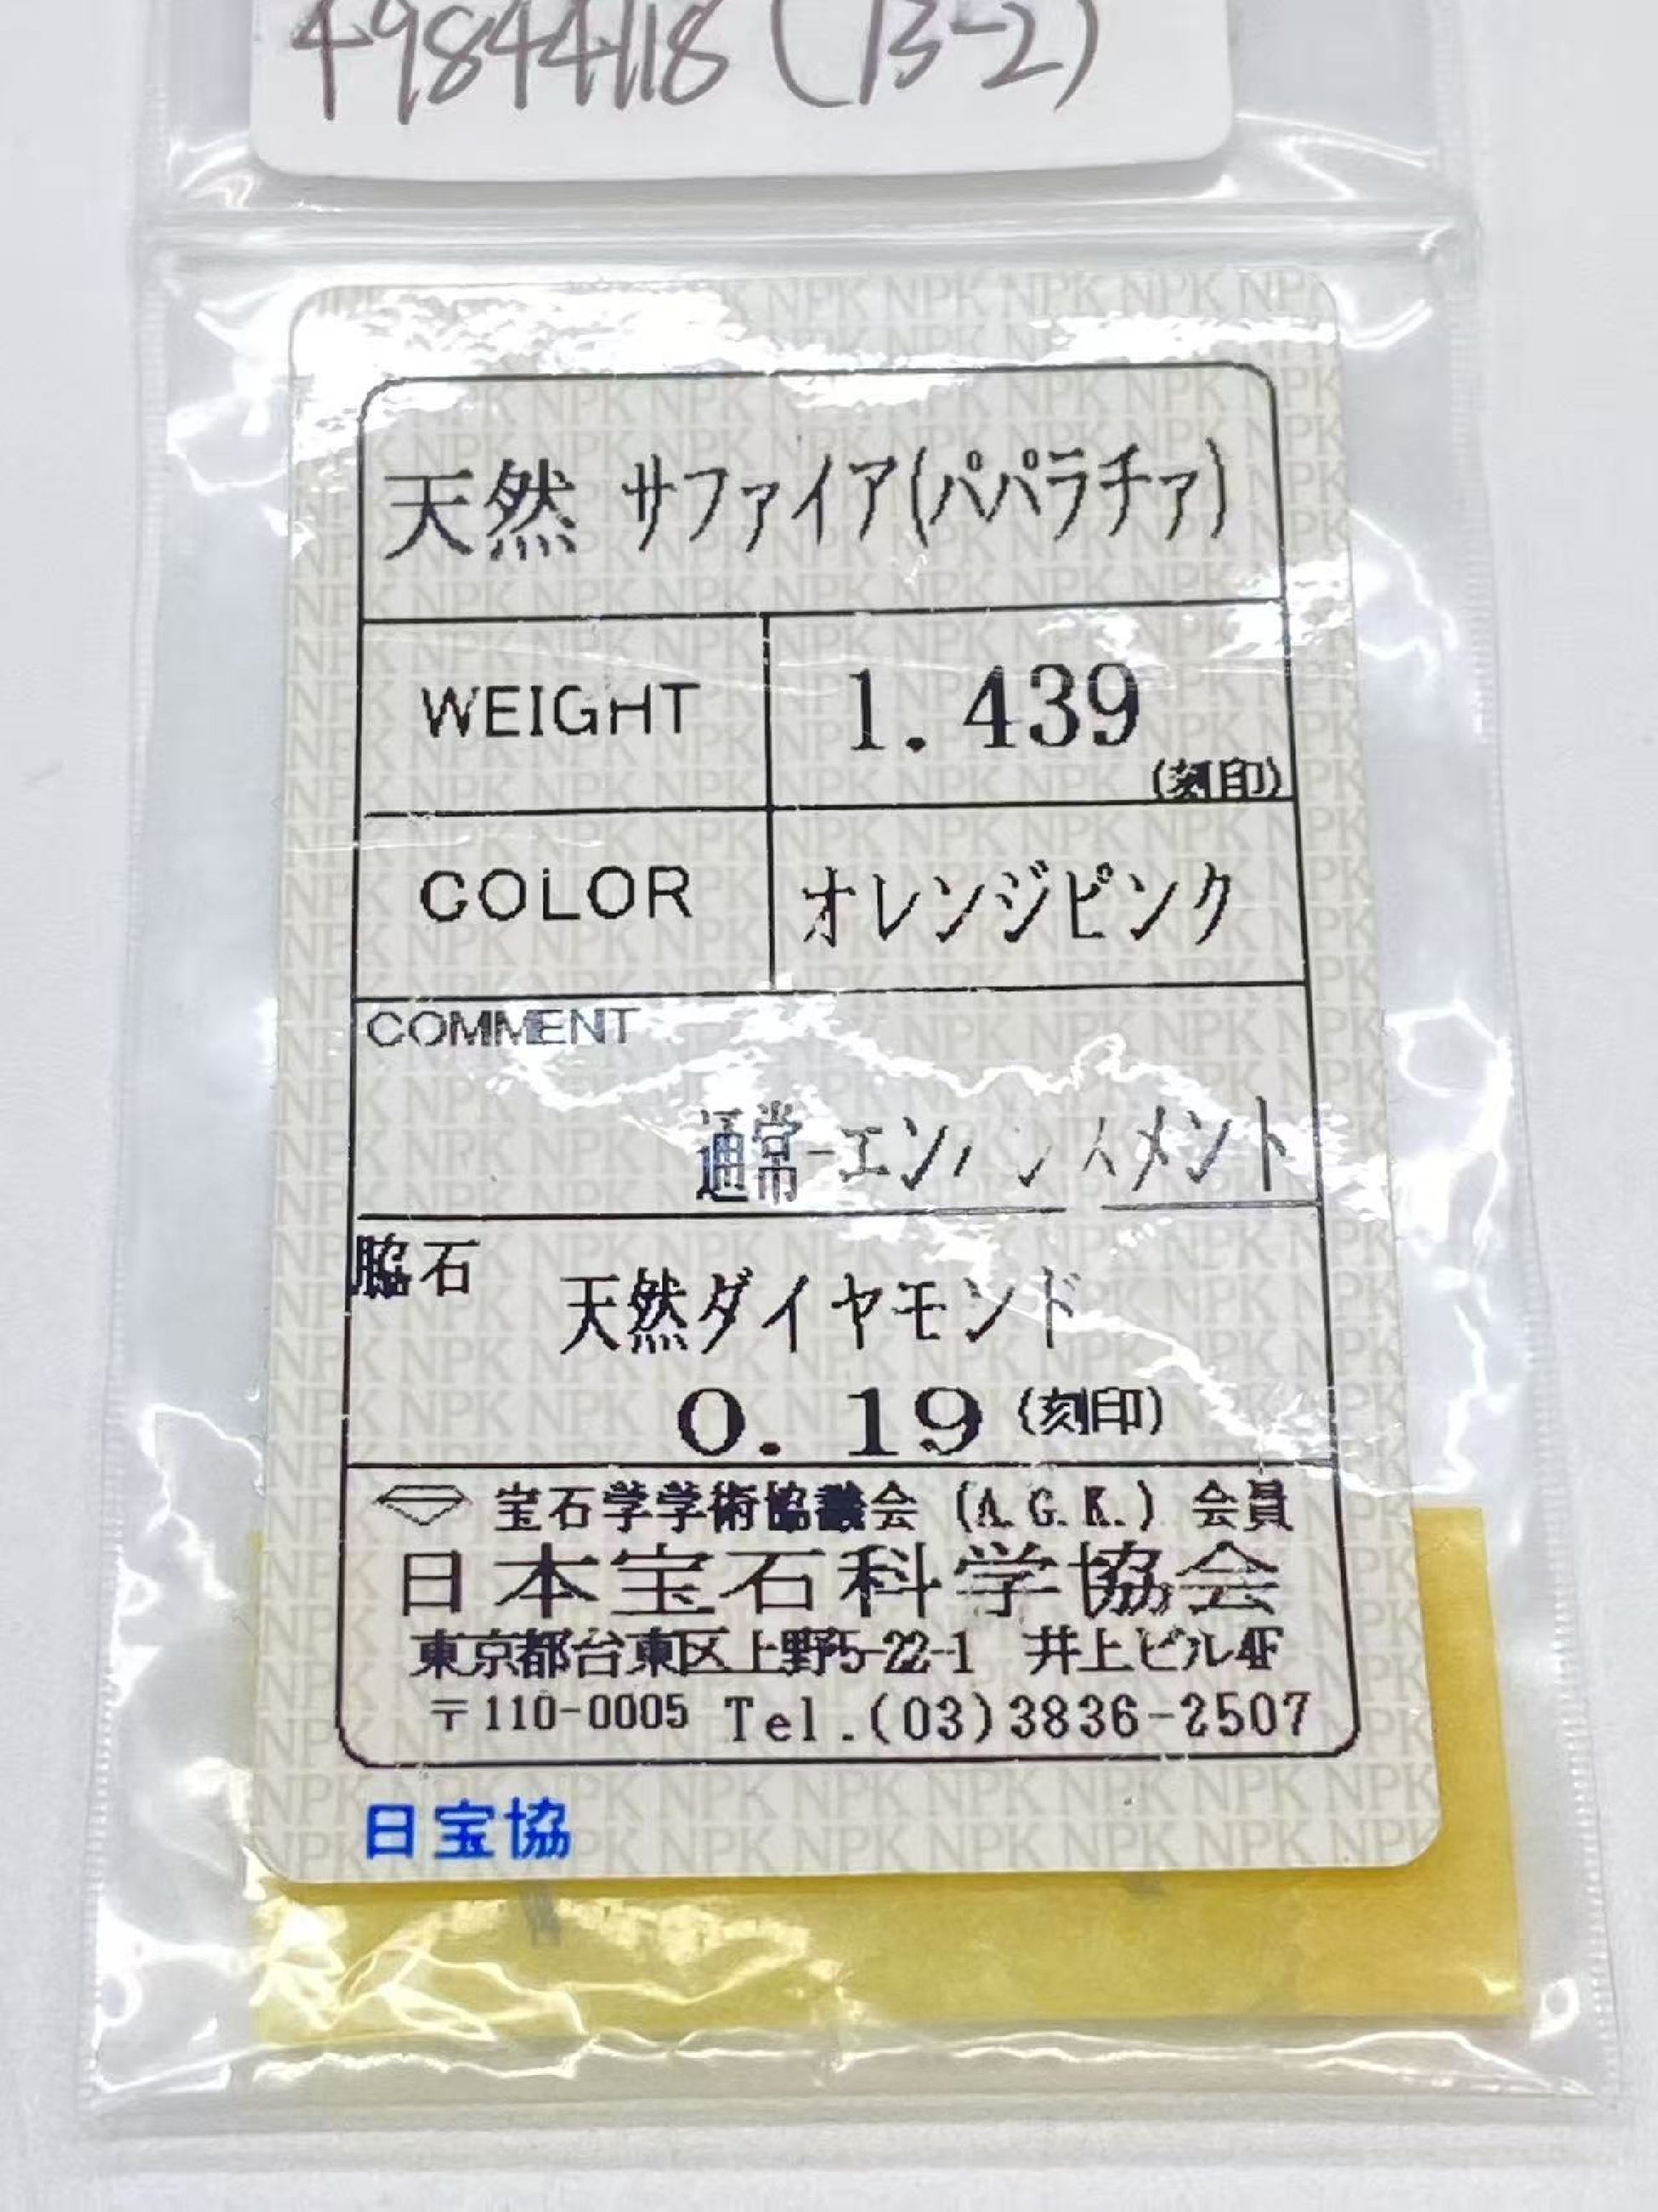 49844118 (13-2)
天然 サファイア(パパラチァ)
WEIGHT 1.439
(刻印)
COLOR オレンジピンク
COMMENT
通常-エンハンスメント
脇石 天然ダイヤモンド
0.19 (刻印)
宝石学学術協議会 (A.G.K.) 会員
日本宝石科学協会
東京都台東区上野5-22-1 井上ビル4F
〒110-0005 Tel.(03)3836-2507
日宝協